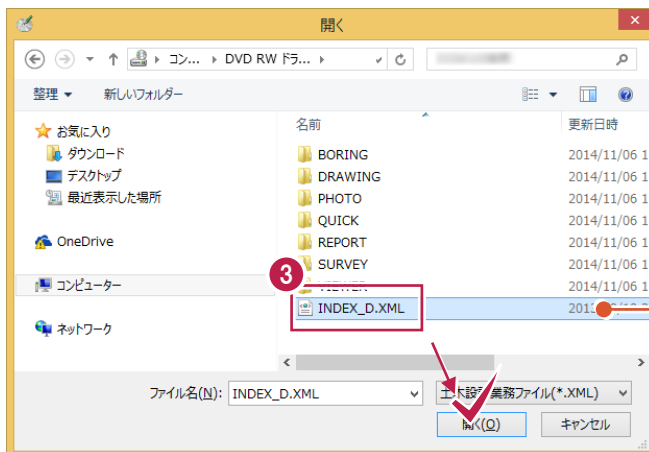 開く
コン... DVD RW ドラ...
整理 新しいフォルダー
名前 更新日時
お気に入り
ダウンロード
デスクトップ
最近表示した場所
OneDrive
コンピューター
ネットワーク
BORING 2014/11/06 1
DRAWING 2014/11/06 1
PHOTO 2014/11/06 1
QUICK 2014/11/06 1
REPORT 2014/11/06 1
SURVEY 2014/11/06 1
VIEWER 2014/11/06 1
3
INDEX_D.XML
ファイル名(N): INDEX_D.XML
業務ファイル(*.XML)
開く(O) キャンセル